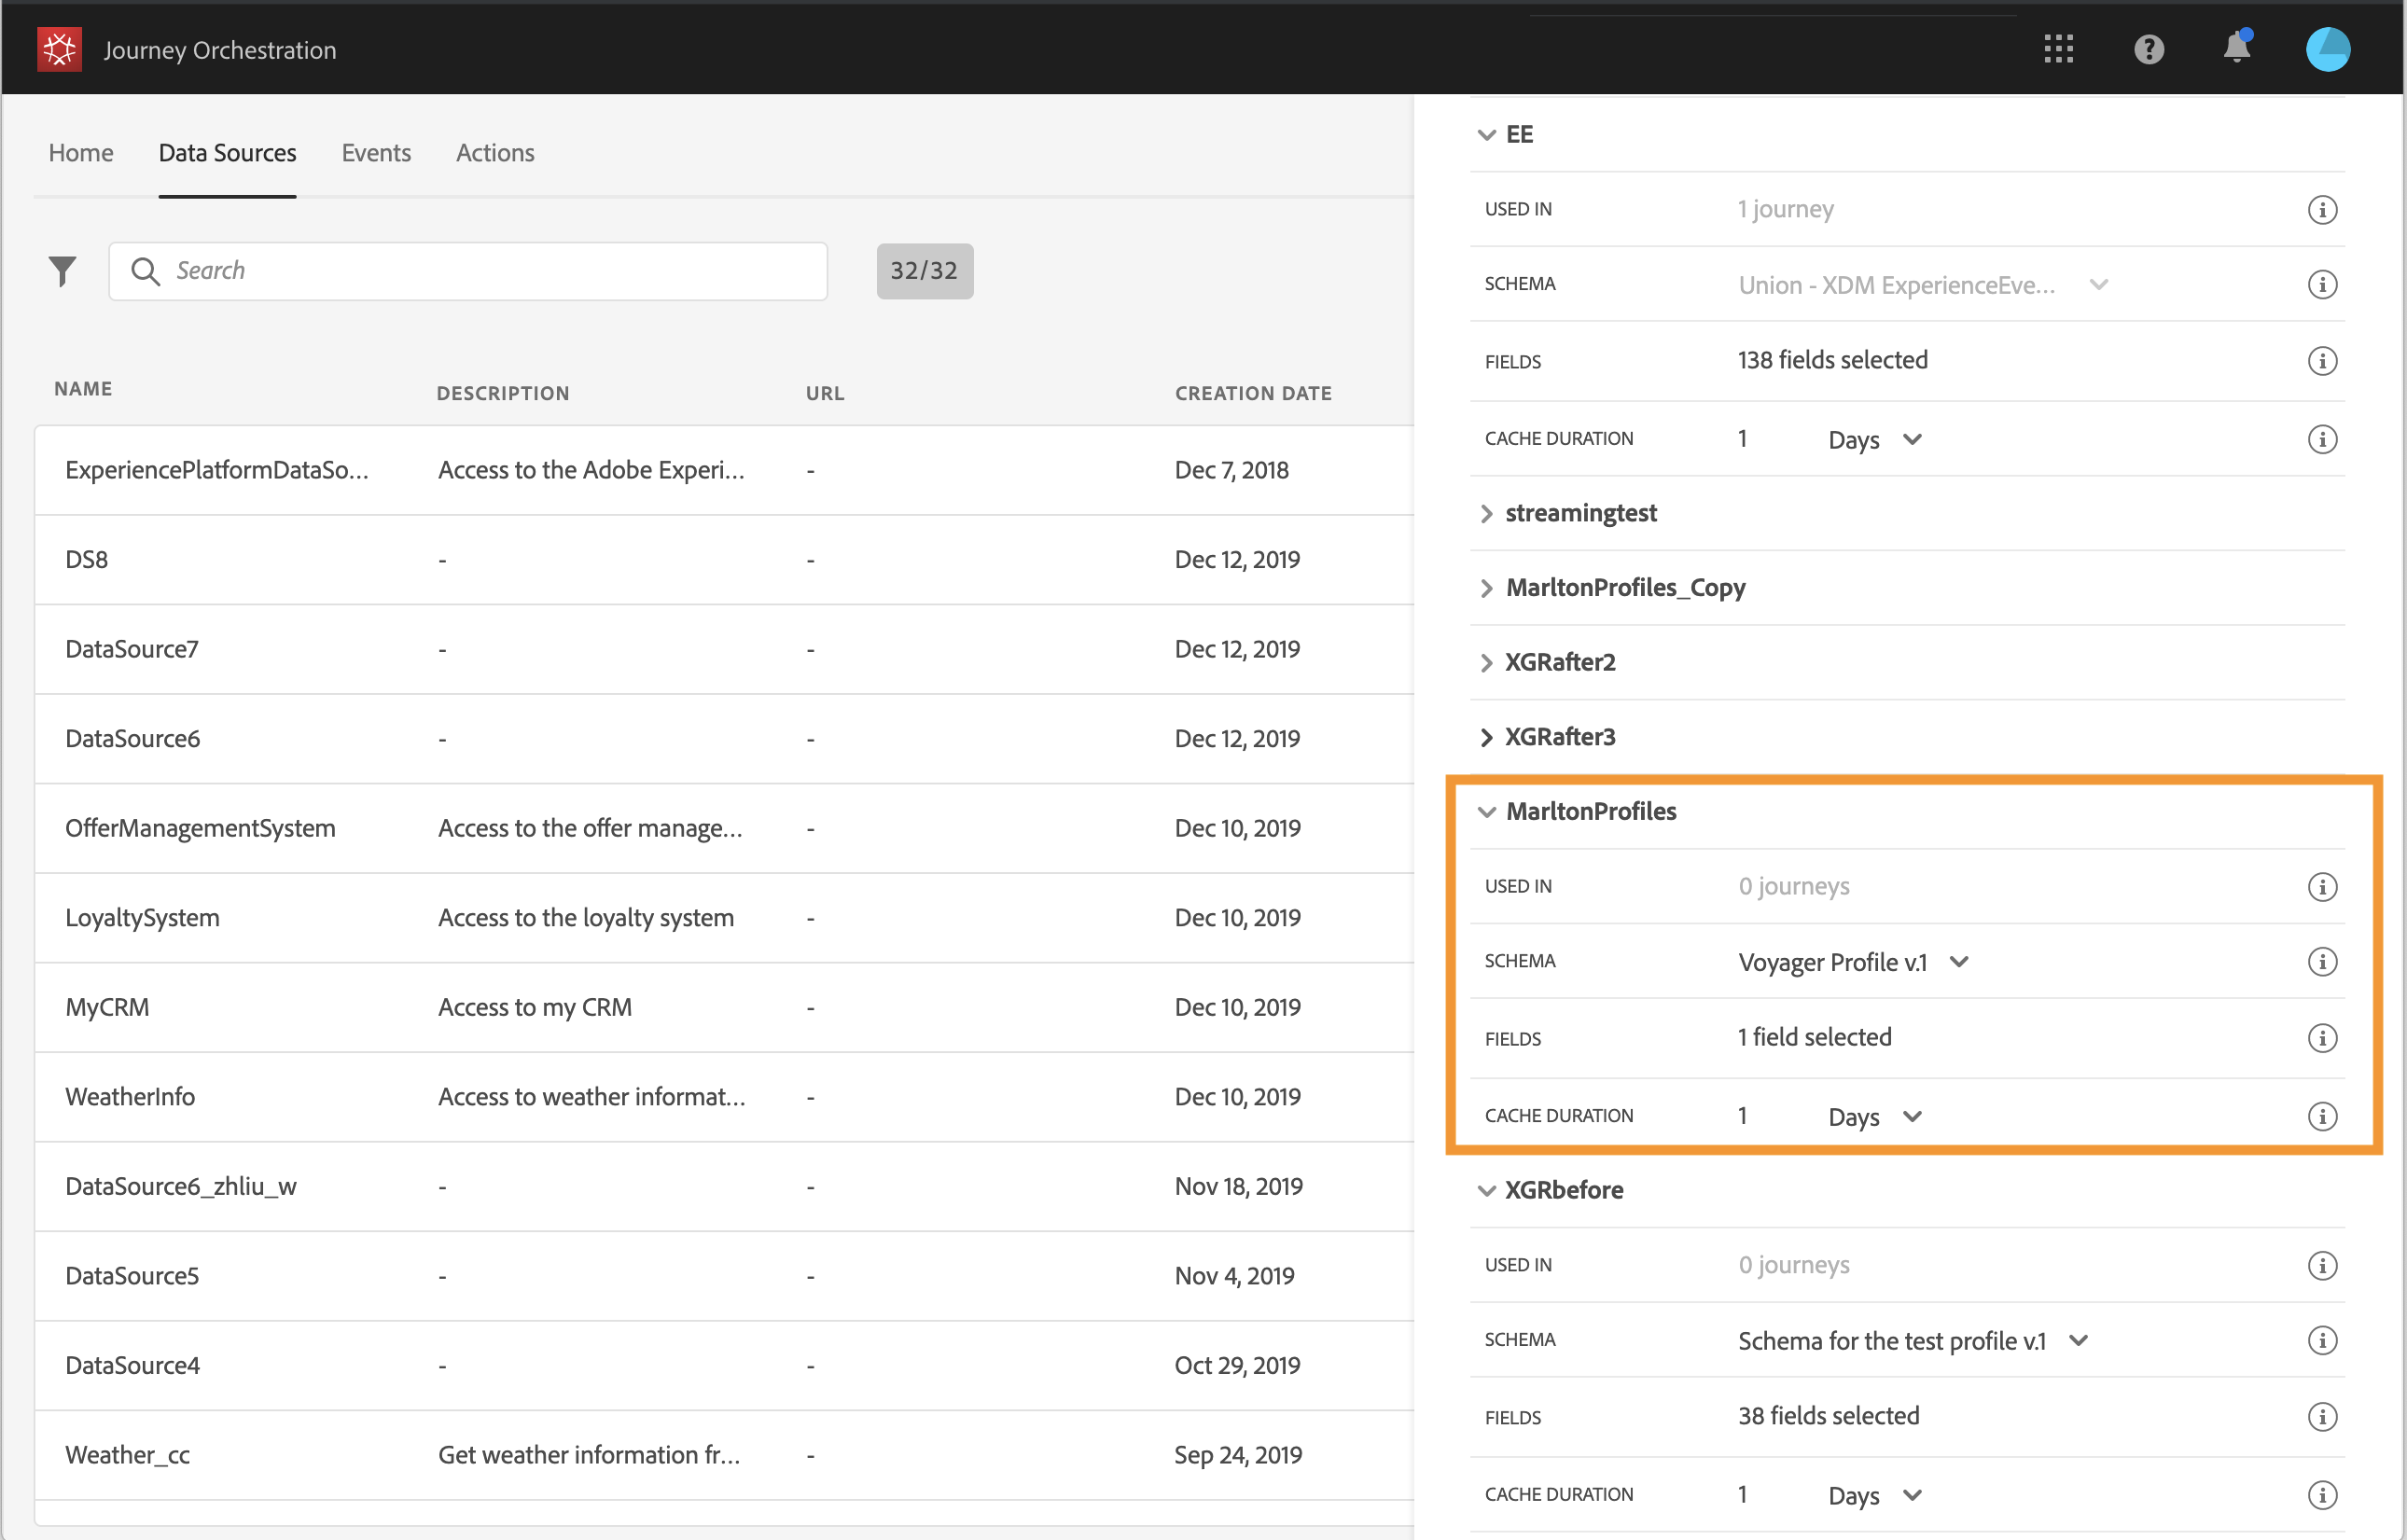 Journey Orchestration
Home Data Sources Events Actions
Search 32/32
NAME DESCRIPTION URL CREATION DATE
ExperiencePlatformDataSo... Access to the Adobe Experi... - Dec 7, 2018
DS8 - - Dec 12, 2019
DataSource7 - - Dec 12, 2019
DataSource6 - - Dec 12, 2019
OfferManagementSystem Access to the offer manage... - Dec 10, 2019
LoyaltySystem Access to the loyalty system - Dec 10, 2019
MyCRM Access to my CRM - Dec 10, 2019
WeatherInfo Access to weather informat... - Dec 10, 2019
DataSource6_zhliu_w - - Nov 18, 2019
DataSource5 - - Nov 4, 2019
DataSource4 - - Oct 29, 2019
Weather_cc Get weather information fr... - Sep 24, 2019
EE
USED IN 1 journey
SCHEMA Union - XDM ExperienceEve...
FIELDS 138 fields selected
CACHE DURATION 1 Days
streamingtest
MarltonProfiles_Copy
XGRafter2
XGRafter3
MarltonProfiles
USED IN 0 journeys
SCHEMA Voyager Profile v.1
FIELDS 1 field selected
CACHE DURATION 1 Days
XGRbefore
USED IN 0 journeys
SCHEMA Schema for the test profile v.1
FIELDS 38 fields selected
CACHE DURATION 1 Days